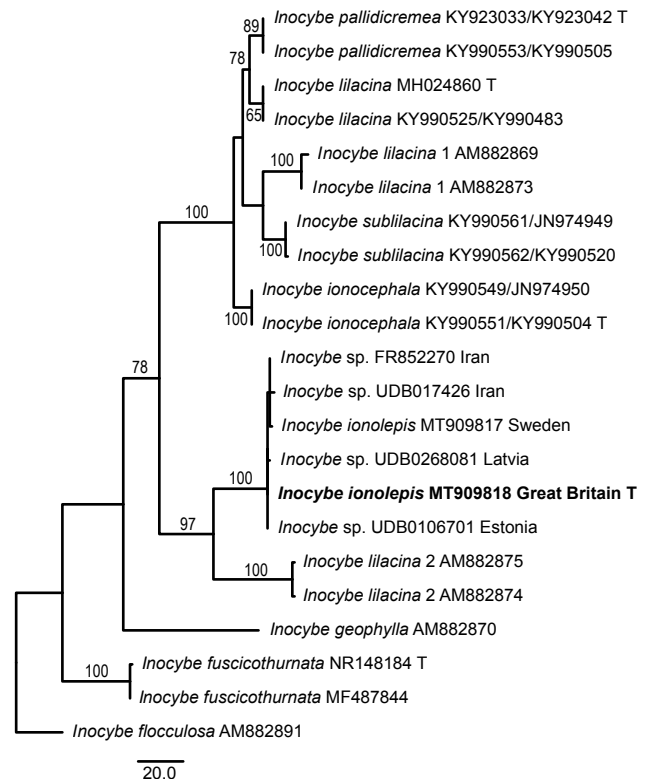 89
Inocybe pallidicremea KY923033/KY923042 T
Inocybe pallidicremea KY990553/KY990505
78
Inocybe lilacina MH024860 T
65
Inocybe lilacina KY990525/KY990483
100
Inocybe lilacina 1 AM882869
Inocybe lilacina 1 AM882873
100
Inocybe sublilacina KY990561/JN974949
100
Inocybe sublilacina KY990562/KY990520
Inocybe ionocephala KY990549/JN974950
100
Inocybe ionocephala KY990551/KY990504 T
Inocybe sp. FR852270 Iran
78
Inocybe sp. UDB017426 Iran
Inocybe ionolepis MT909817 Sweden
Inocybe sp. UDB0268081 Latvia
100
Inocybe ionolepis MT909818 Great Britain T
97
Inocybe sp. UDB0106701 Estonia
100
Inocybe lilacina 2 AM882875
Inocybe lilacina 2 AM882874
Inocybe geophylla AM882870
100
Inocybe fuscicothurnata NR148184 T
Inocybe fuscicothurnata MF487844
Inocybe flocculosa AM882891
20.0